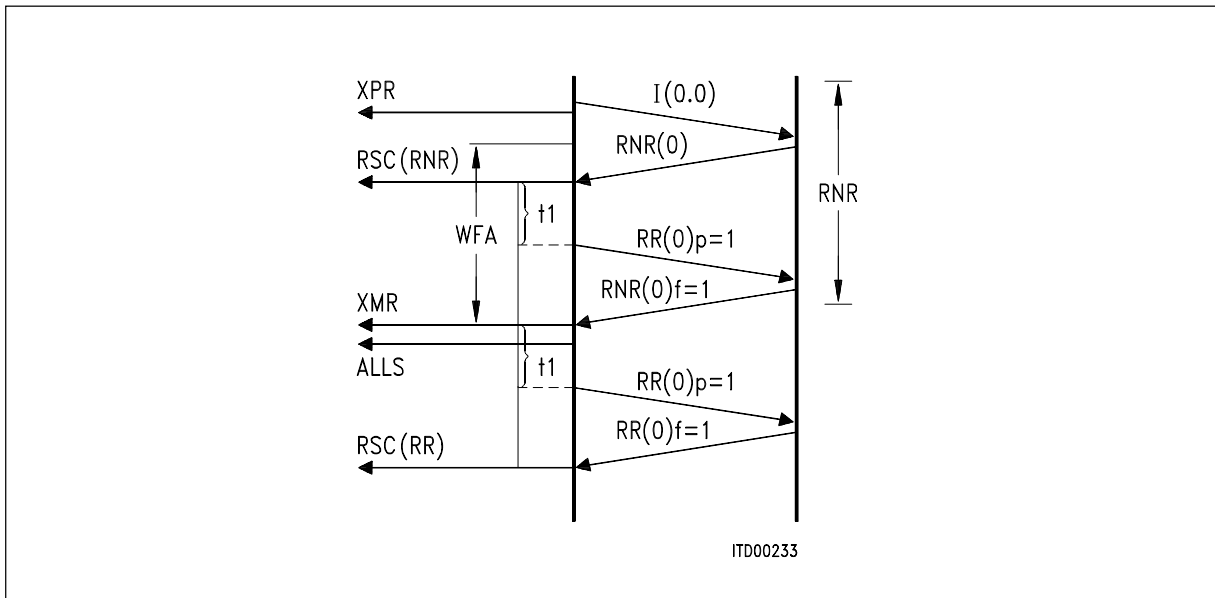 XPR
I(0.0)
RNR(0)
RSC(RNR)
RNR
t1
WFA
RR(0)p=1
RNR(0)f=1
XMR
t1
ALLS
RR(0)p=1
RR(0)f=1
RSC(RR)
ITD00233